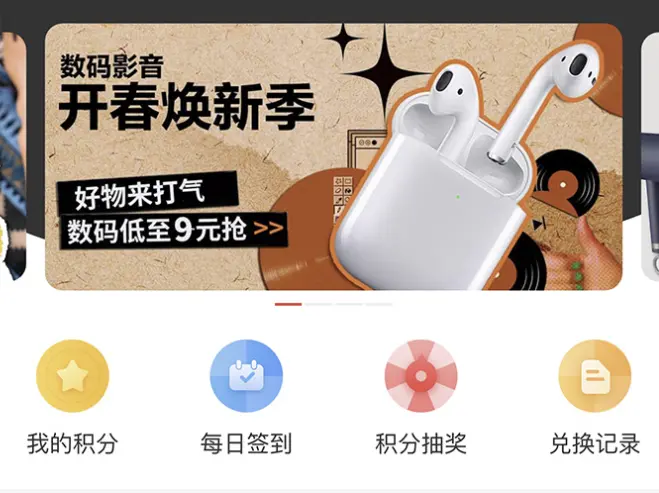 数码影音
开春焕新季
好物来打气
数码低至9元抢 >>
我的积分
每日签到
积分抽奖
兑换记录